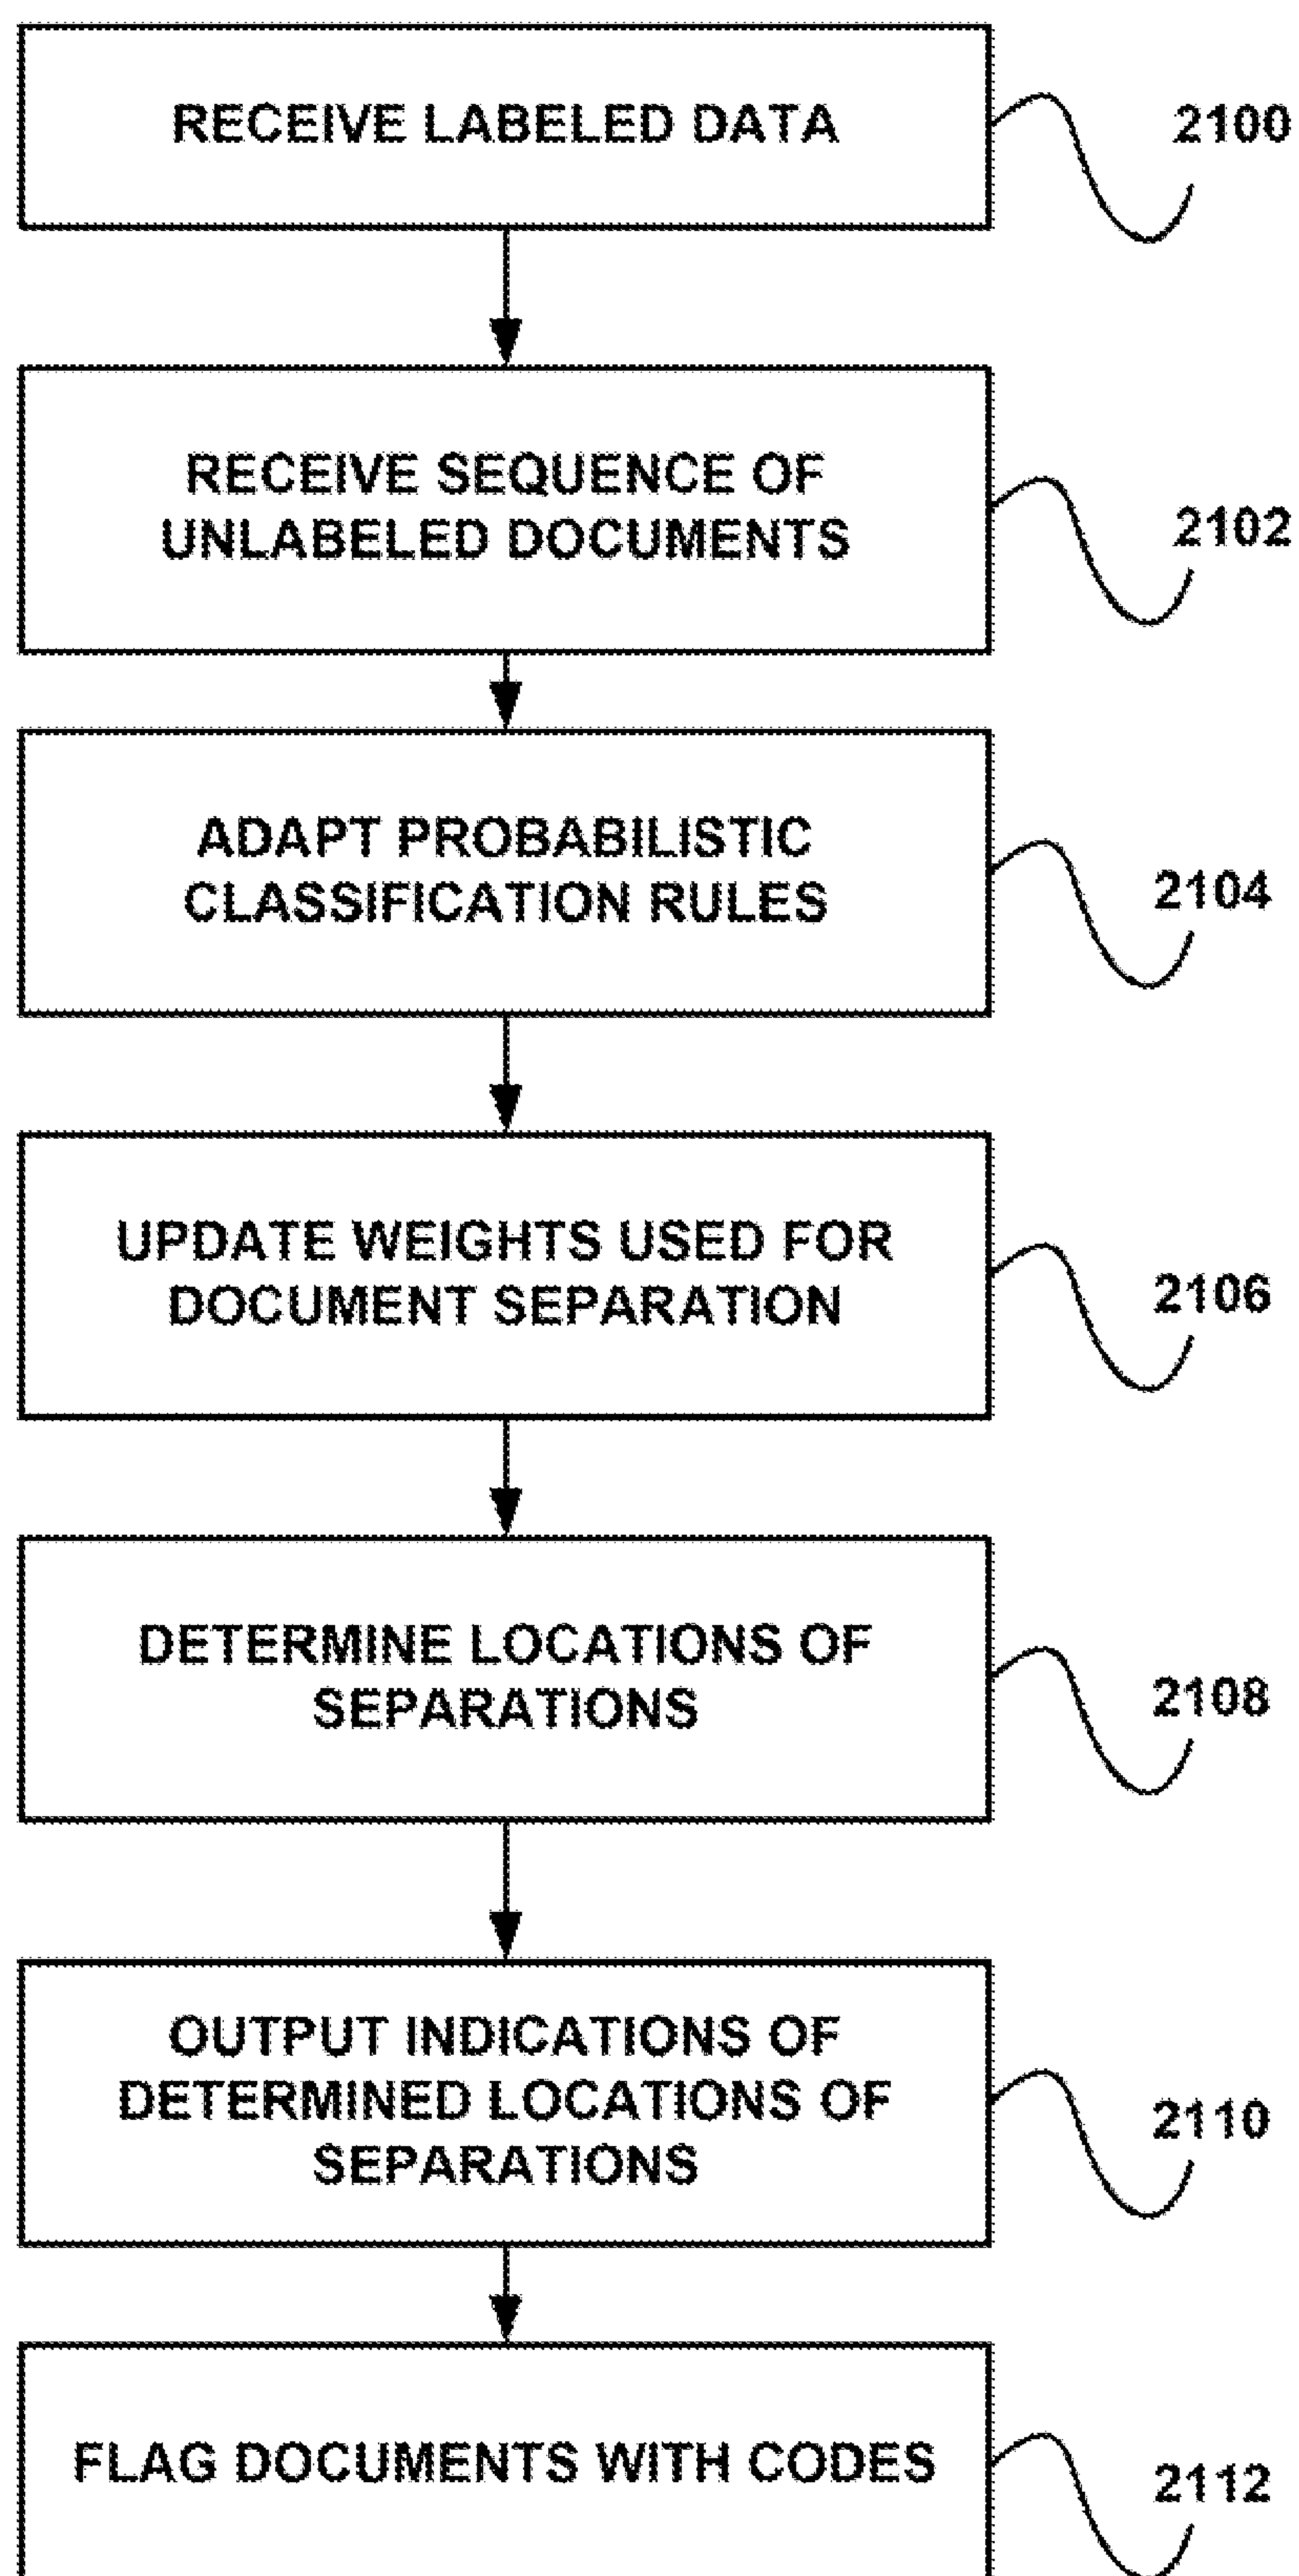 RECEIVE LABELED DATA
2100
RECEIVE SEQUENCE OF
UNLABELED DOCUMENTS
2102
ADAPT PROBABILISTIC
CLASSIFICATION RULES
2104
UPDATE WEIGHTS USED FOR
DOCUMENT SEPARATION
2106
DETERMINE LOCATIONS OF
SEPARATIONS
2108
OUTPUT INDICATIONS OF
DETERMINED LOCATIONS OF
SEPARATIONS
2110
FLAG DOCUMENTS WITH CODES
2112